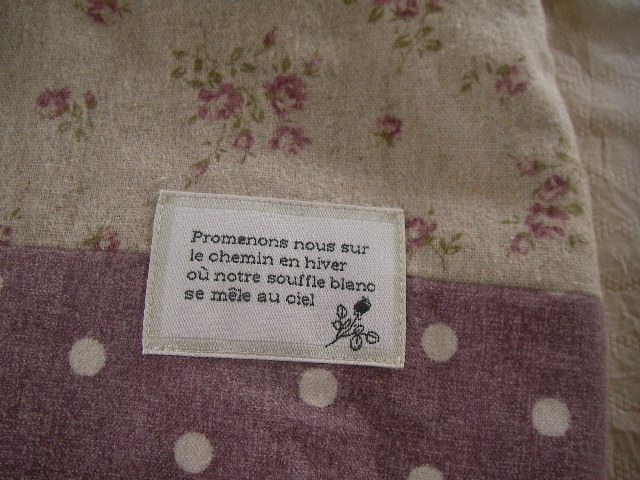 Promenons nous sur
le chemin en hiver
où notre souffle blanc
se mêle au ciel